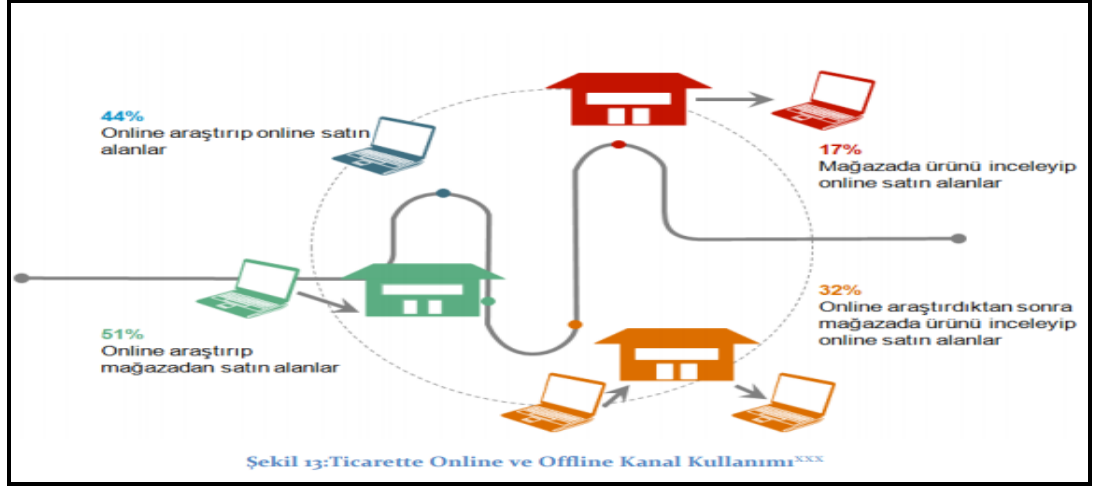 44%
Online araştırıp online satın
alanlar
17%
Mağazada ürünü inceleyip
online satın alanlar
51%
Online araştırıp
mağazadan satın alanlar
32%
Online araştırdıktan sonra
mağazada ürünü inceleyip
online satın alanlar
Şekil 13:Ticarette Online ve Offline Kanal Kullanımıxxx